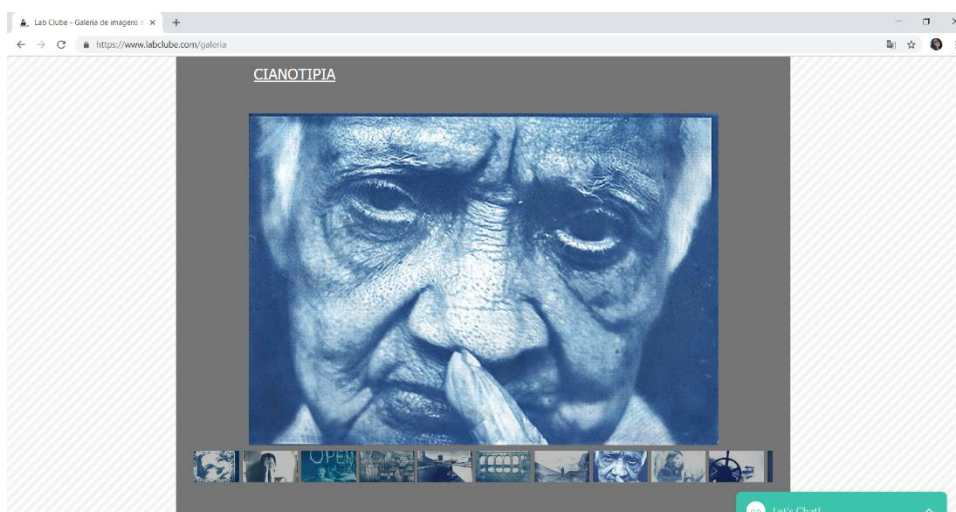 Lab Clube - Galeria de imagens d
https://www.labclube.com/galeria
CIANOTIPIA
OPEN
Let's Chat!